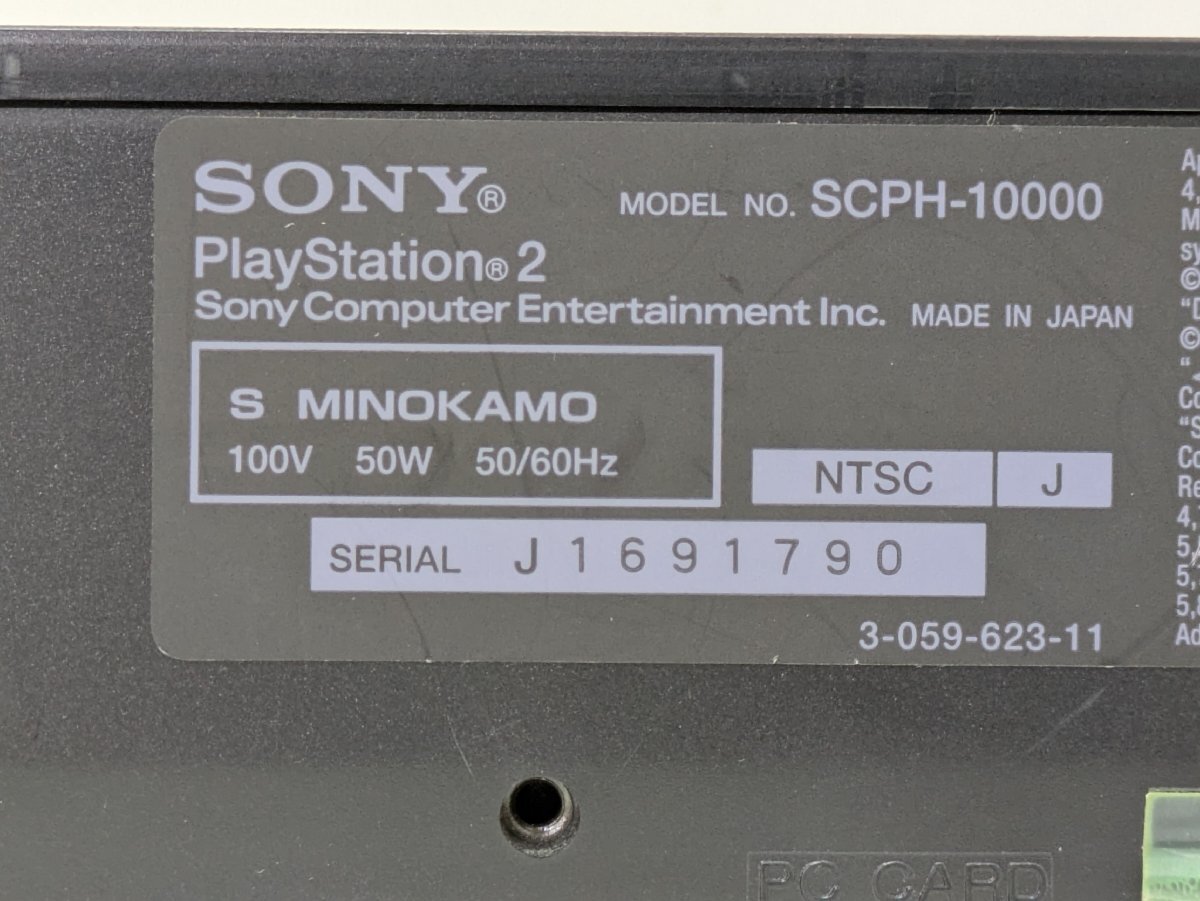 SONY®
MODEL NO. SCPH-10000
PlayStation® 2
Sony Computer Entertainment Inc. MADE IN JAPAN
S MINOKAMO
100V 50W 50/60Hz
NTSC J
SERIAL J1691790
3-059-623-11
PC CARD